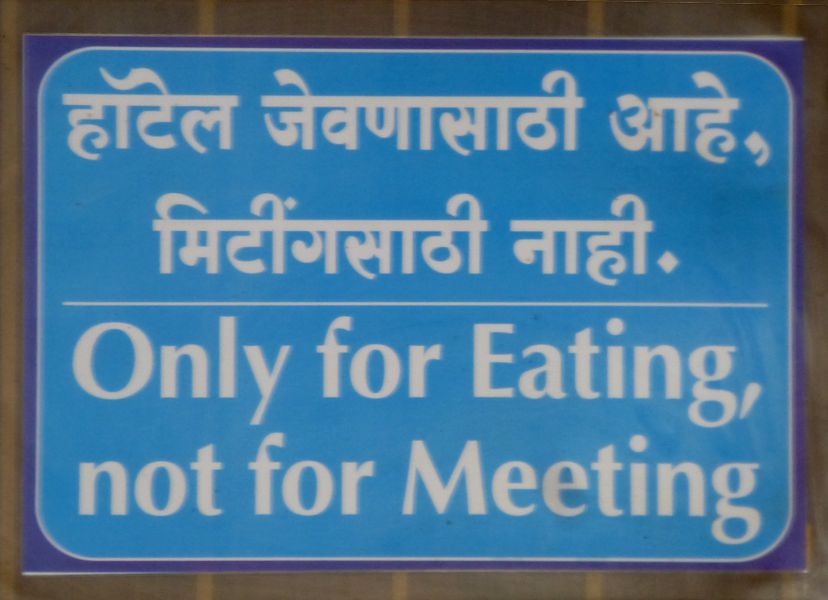 हॉटेल जेवणासाठी आहे,
मिटींगसाठी नाही.
Only for Eating,
not for Meeting